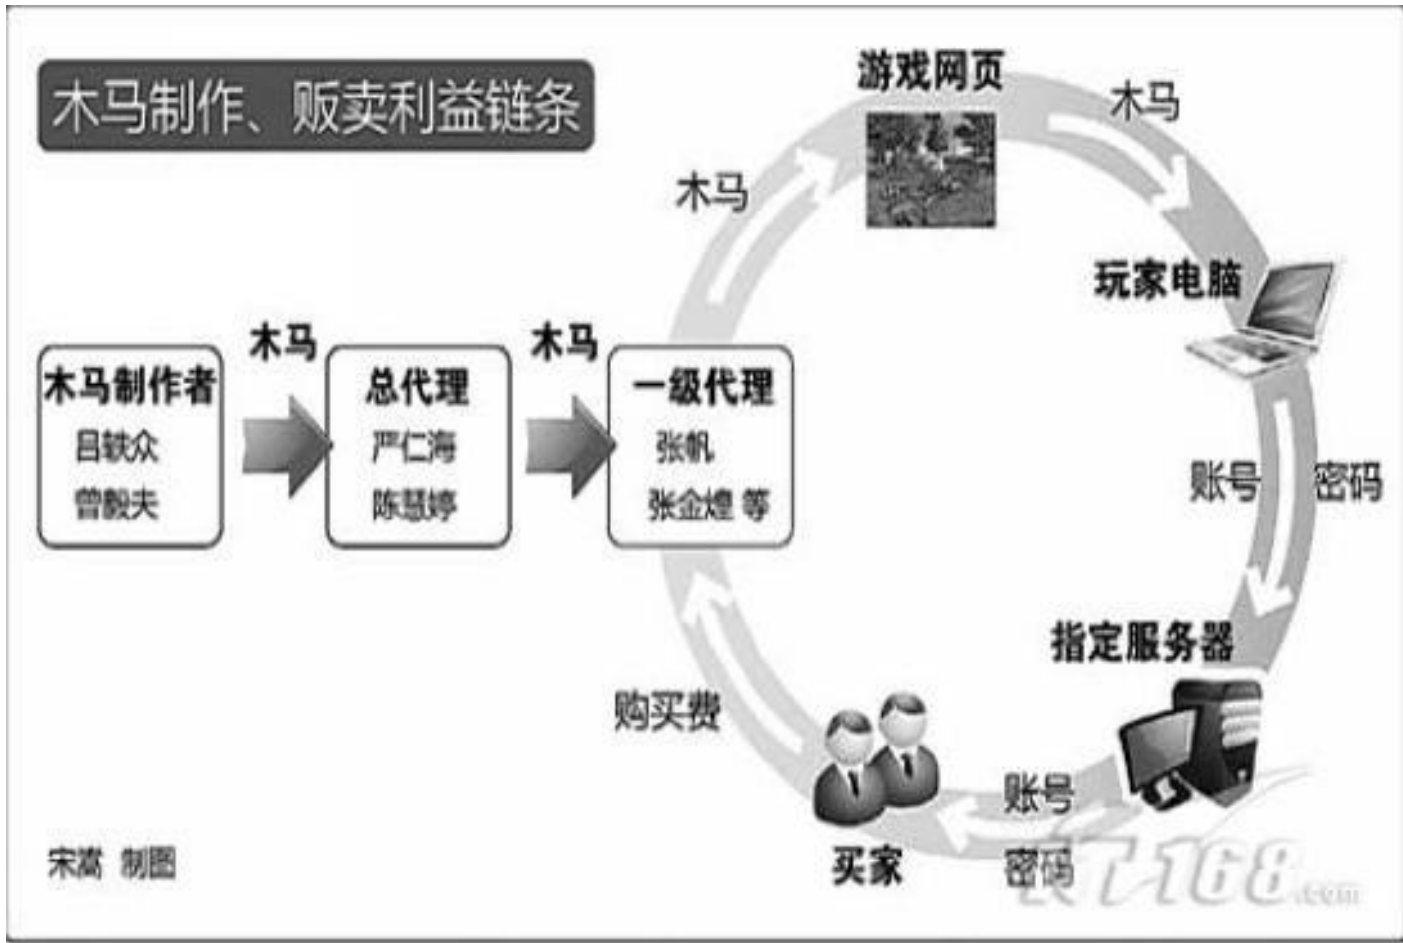 木马制作、贩卖利益链条
游戏网页
木马
木马
玩家电脑
木马
木马
木马制作者
吕轶众
曾毅夫
总代理
严仁海
陈慧婷
一级代理
张帆
张金煌 等
账号
密码
指定服务器
购买费
账号
密码
买家
宋嵩 制图
IT168.com